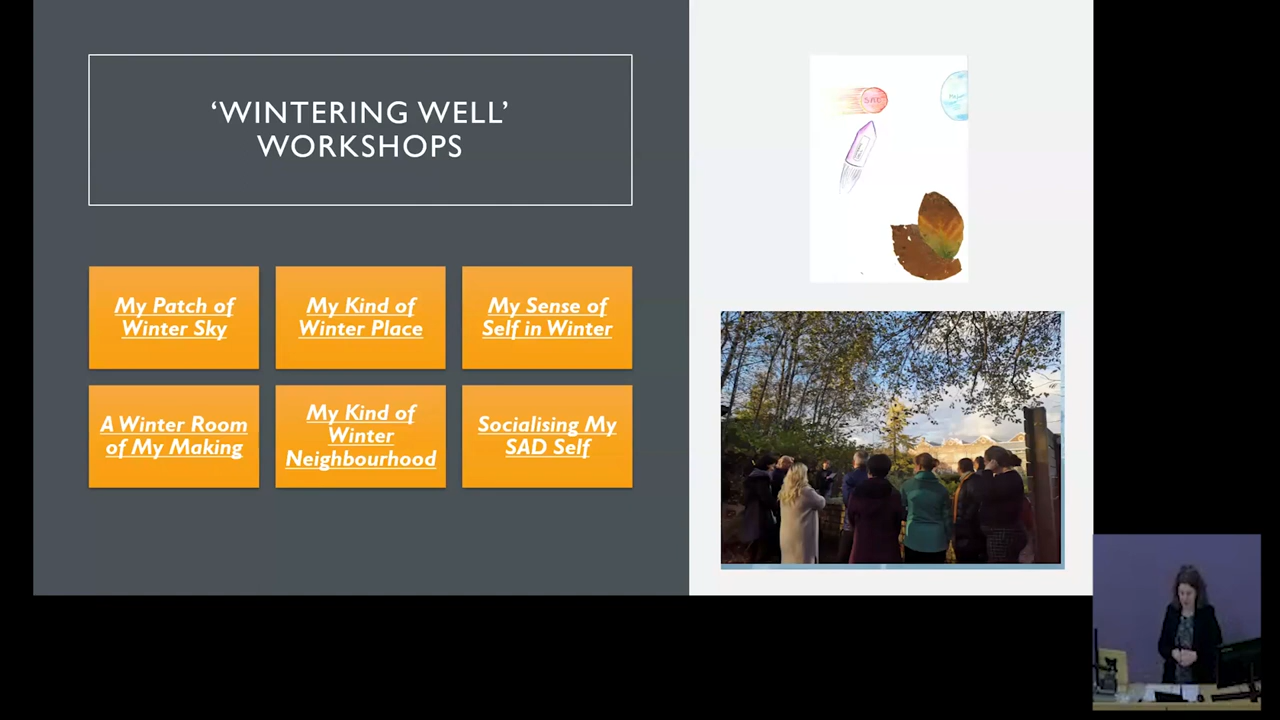 ‘WINTERING WELL’
WORKSHOPS
My Patch of
Winter Sky
My Kind of
Winter Place
My Sense of
Self in Winter
A Winter Room
of My Making
My Kind of
Winter
Neighbourhood
Socialising My
SAD Self